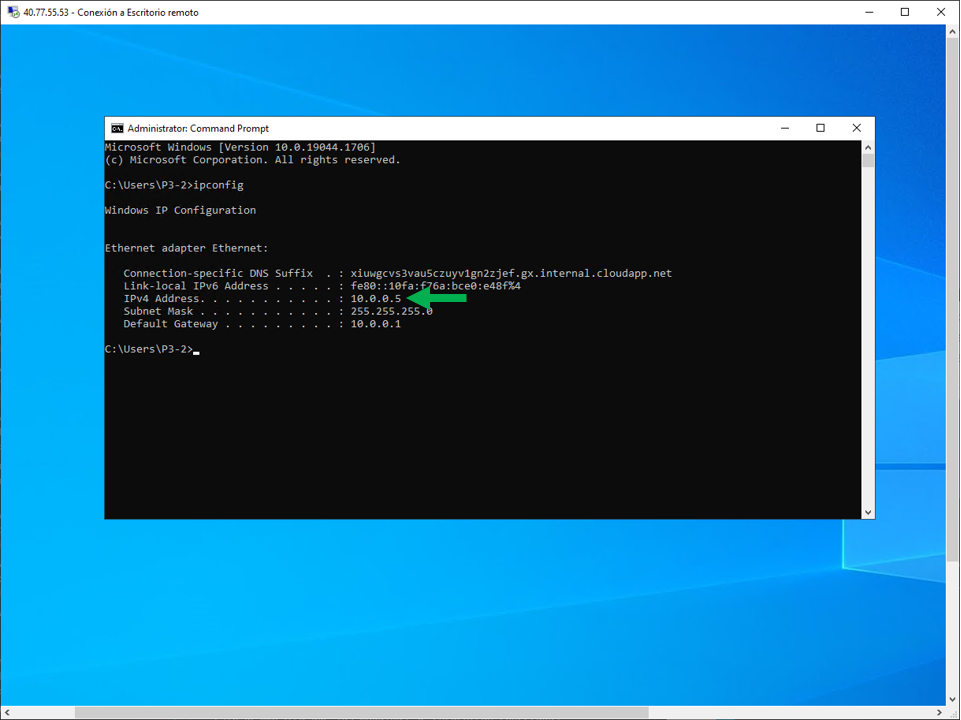 40.77.55.53 - Conexión a Escritorio remoto
Administrator: Command Prompt
Microsoft Windows [Version 10.0.19044.1706]
(c) Microsoft Corporation. All rights reserved.
C:\Users\P3-2>ipconfig
Windows IP Configuration
Ethernet adapter Ethernet:
Connection-specific DNS Suffix . : xiuwgcvs3vau5czuyv1gn2zjef.gx.internal.cloudapp.net
Link-local IPv6 Address . . . . . : fe80::10fa:f76a:bce0:e48f%4
IPv4 Address. . . . . . . . . . . : 10.0.0.5
Subnet Mask . . . . . . . . . . . : 255.255.255.0
Default Gateway . . . . . . . . . : 10.0.0.1
C:\Users\P3-2>